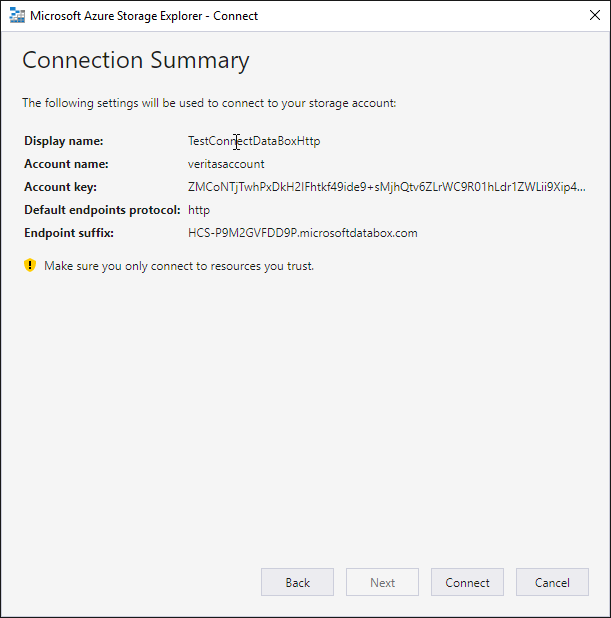 Microsoft Azure Storage Explorer - Connect
Connection Summary
The following settings will be used to connect to your storage account:
Display name: TestConnectDataBoxHttp
Account name: veritasaccount
Account key: ZMCoNTjTwhPxDkH2IFhtkf49ide9+sMjhQtv6ZLrWC9R01hLdr1ZWLii9Xip4...
Default endpoints protocol: http
Endpoint suffix: HCS-P9M2GVFDD9P.microsoftdatabox.com
Make sure you only connect to resources you trust.
Back Next Connect Cancel